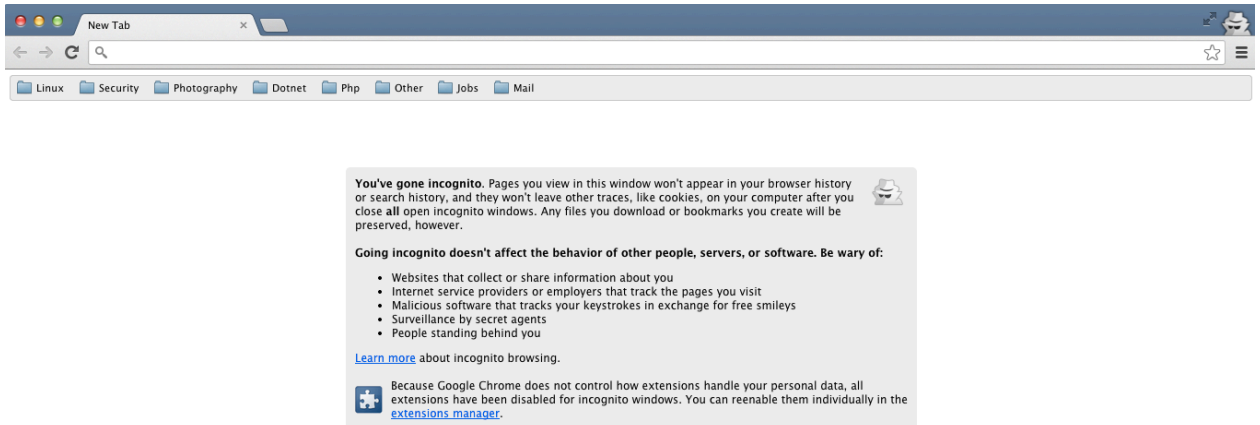 New Tab
Linux Security Photography Dotnet Php Other Jobs Mail
You've gone incognito. Pages you view in this window won't appear in your browser history
or search history, and they won't leave other traces, like cookies, on your computer after you
close all open incognito windows. Any files you download or bookmarks you create will be
preserved, however.
Going incognito doesn't affect the behavior of other people, servers, or software. Be wary of:
• Websites that collect or share information about you
• Internet service providers or employers that track the pages you visit
• Malicious software that tracks your keystrokes in exchange for free smileys
• Surveillance by secret agents
• People standing behind you
Learn more about incognito browsing.
Because Google Chrome does not control how extensions handle your personal data, all
extensions have been disabled for incognito windows. You can reenable them individually in the
extensions manager.